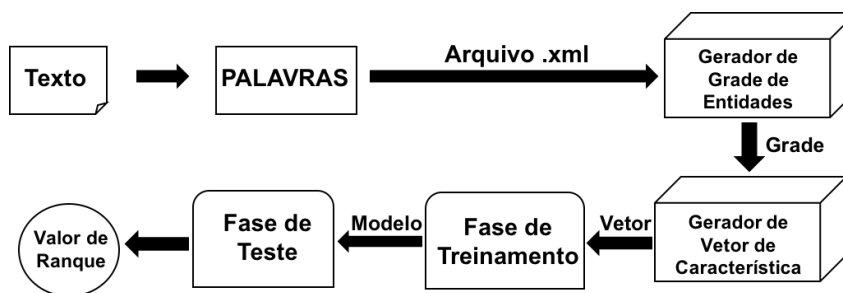 Texto
PALAVRAS
Arquivo .xml
Gerador de
Grade de
Entidades
Grade
Gerador de
Vetor de
Característica
Vetor
Fase de
Treinamento
Modelo
Fase de
Teste
Valor de
Ranque